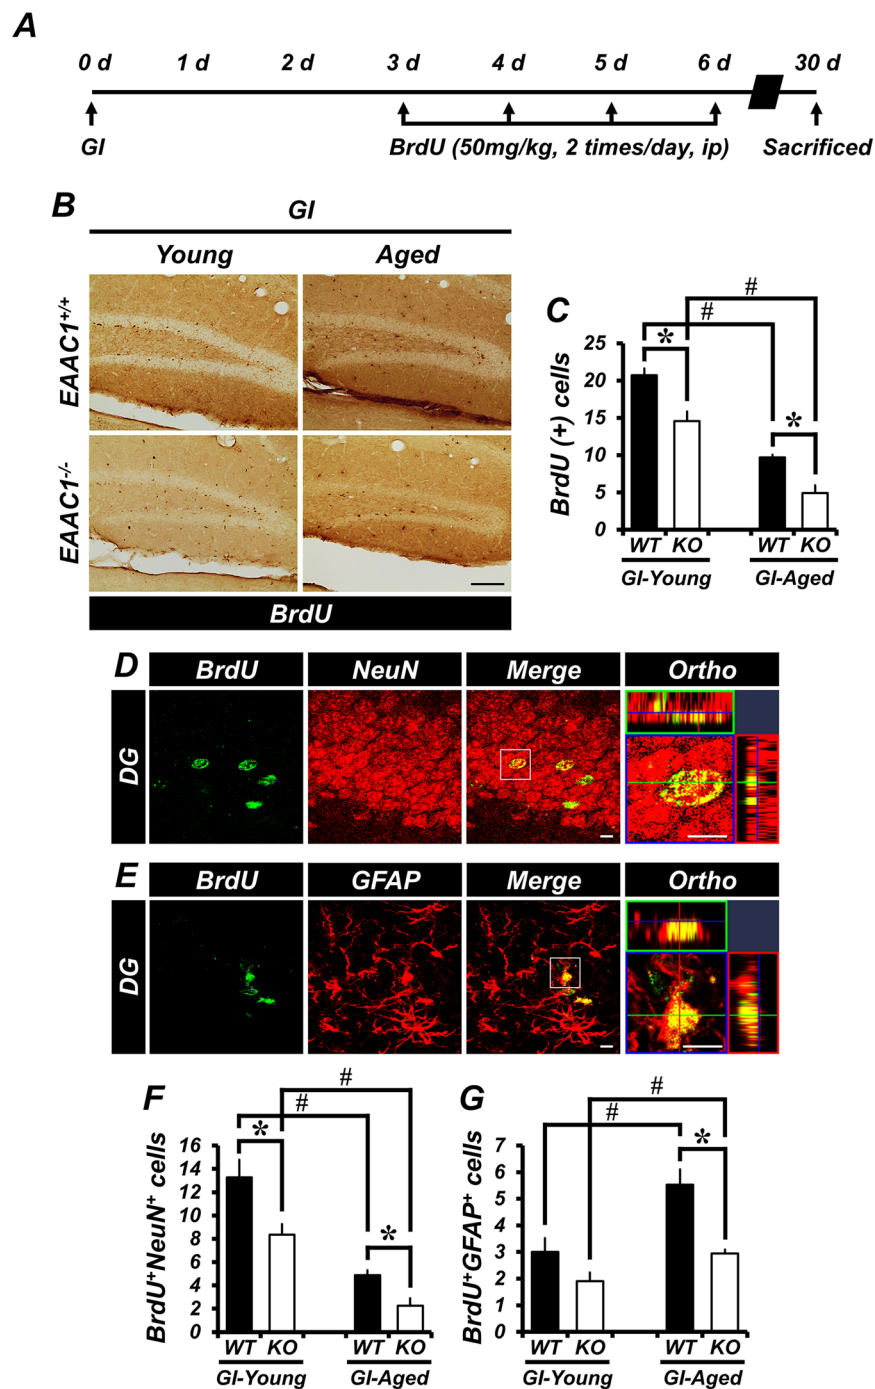 A
0 d 1 d 2 d 3 d 4 d 5 d 6 d 30 d
GI BrdU (50mg/kg, 2 times/day, ip) Sacrificed
B
GI
Young Aged
EAAC1+/+
EAAC1-/-
BrdU
C
# 
#
*
*
BrdU (+) cells
25
20
15
10
5
0
WT KO WT KO
GI-Young GI-Aged
D
BrdU NeuN Merge Ortho
DG
E
BrdU GFAP Merge Ortho
DG
F
#
#
*
*
BrdU+NeuN+ cells
16
14
12
10
8
6
4
2
0
WT KO WT KO
GI-Young GI-Aged
G
#
#
*
BrdU+GFAP+ cells
7
6
5
4
3
2
1
0
WT KO WT KO
GI-Young GI-Aged